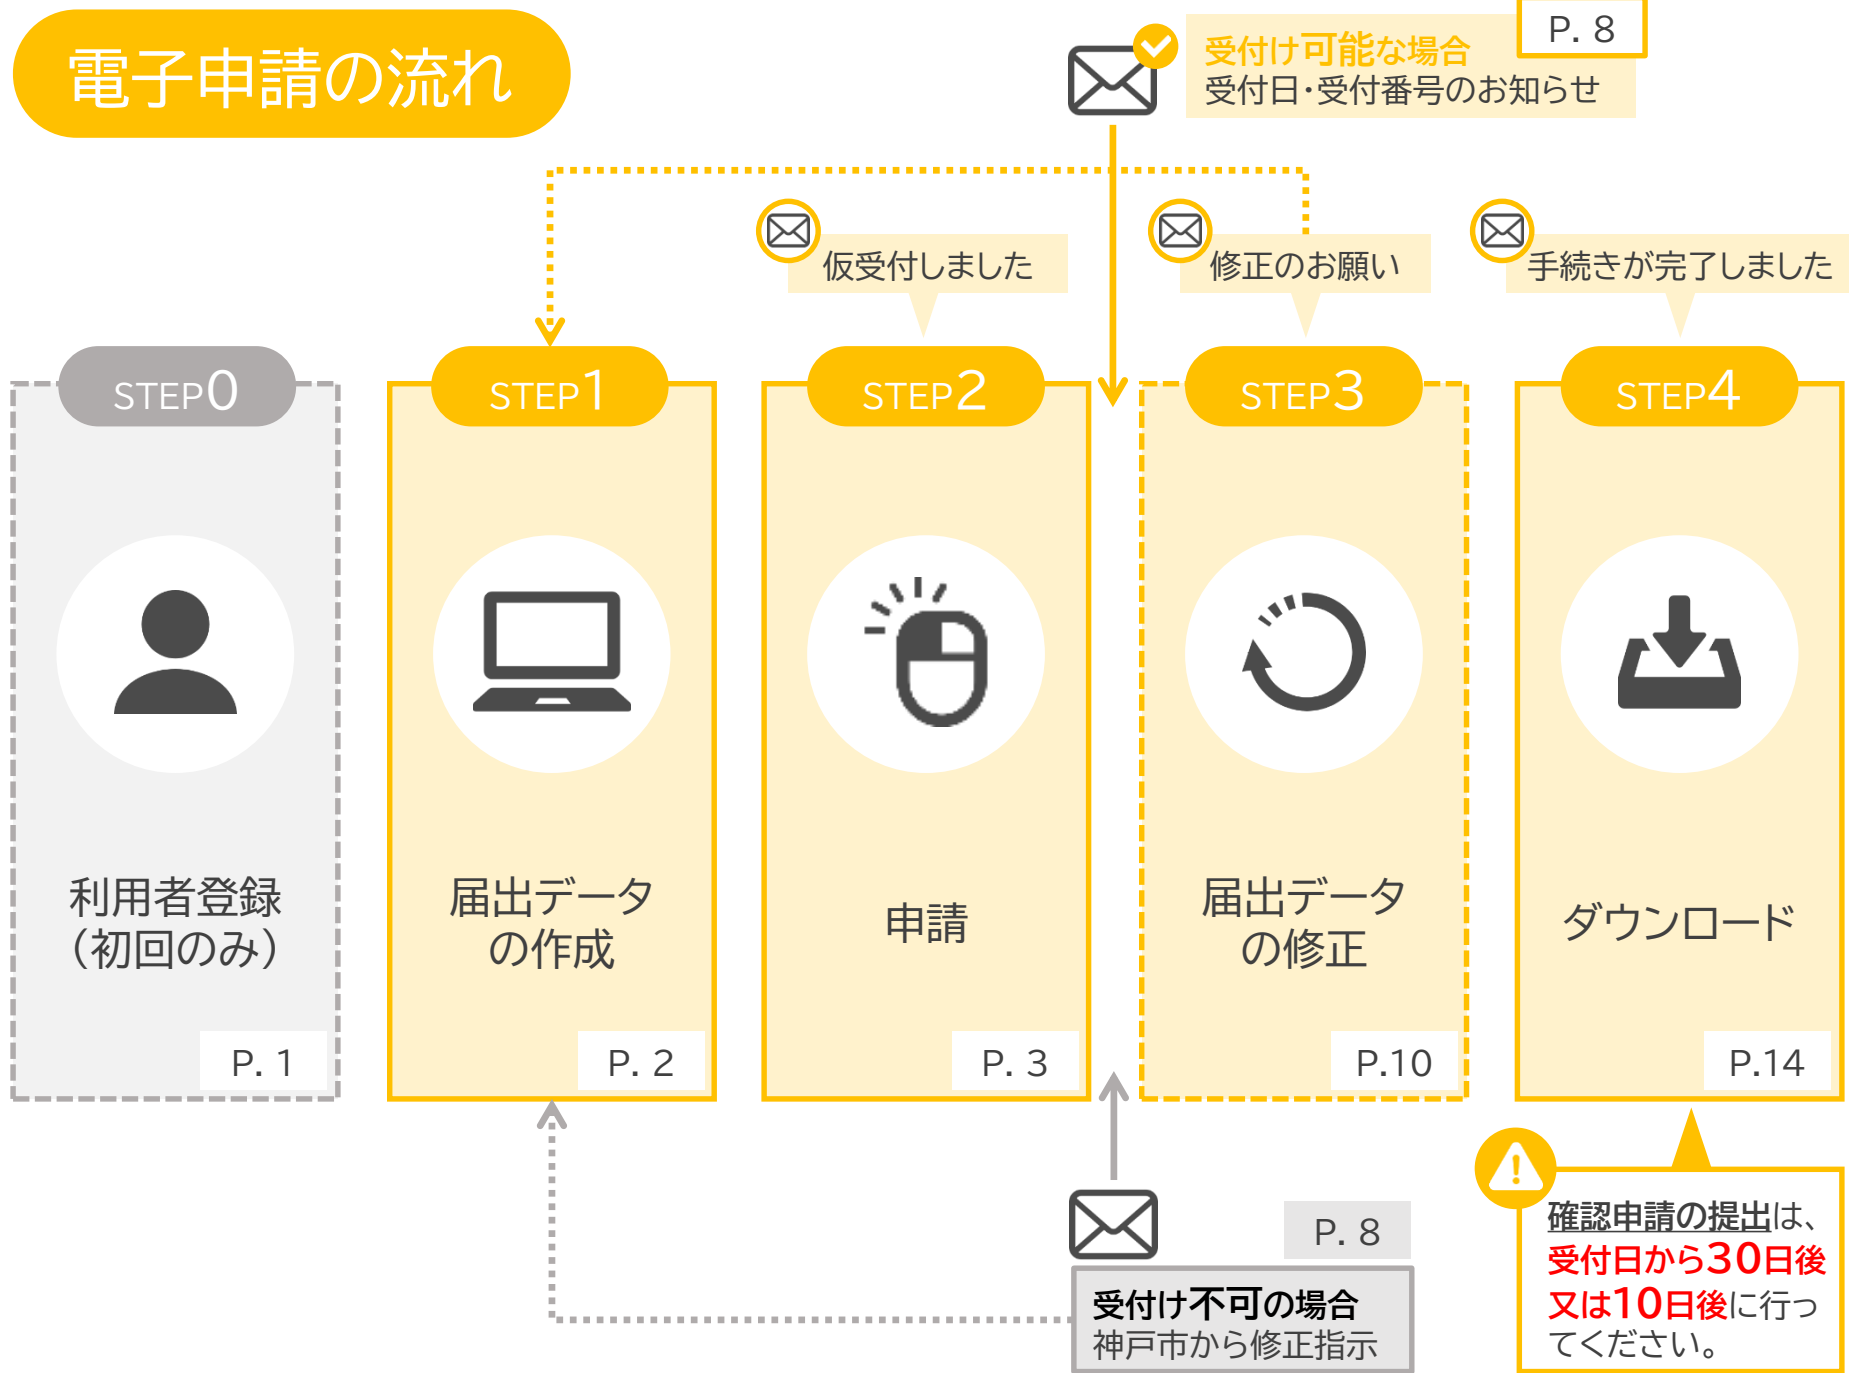 電子申請の流れ
P. 8
受付け可能な場合
受付日・受付番号のお知らせ
仮受付しました
修正のお願い
手続きが完了しました
STEP0
利用者登録
（初回のみ）
P. 1
STEP1
届出データ
の作成
P. 2
STEP2
申請
P. 3
STEP3
届出データ
の修正
P.10
STEP4
ダウンロード
P.14
P. 8
受付け不可の場合
神戸市から修正指示
確認申請の提出は、
受付日から30日後
又は10日後に行っ
てください。